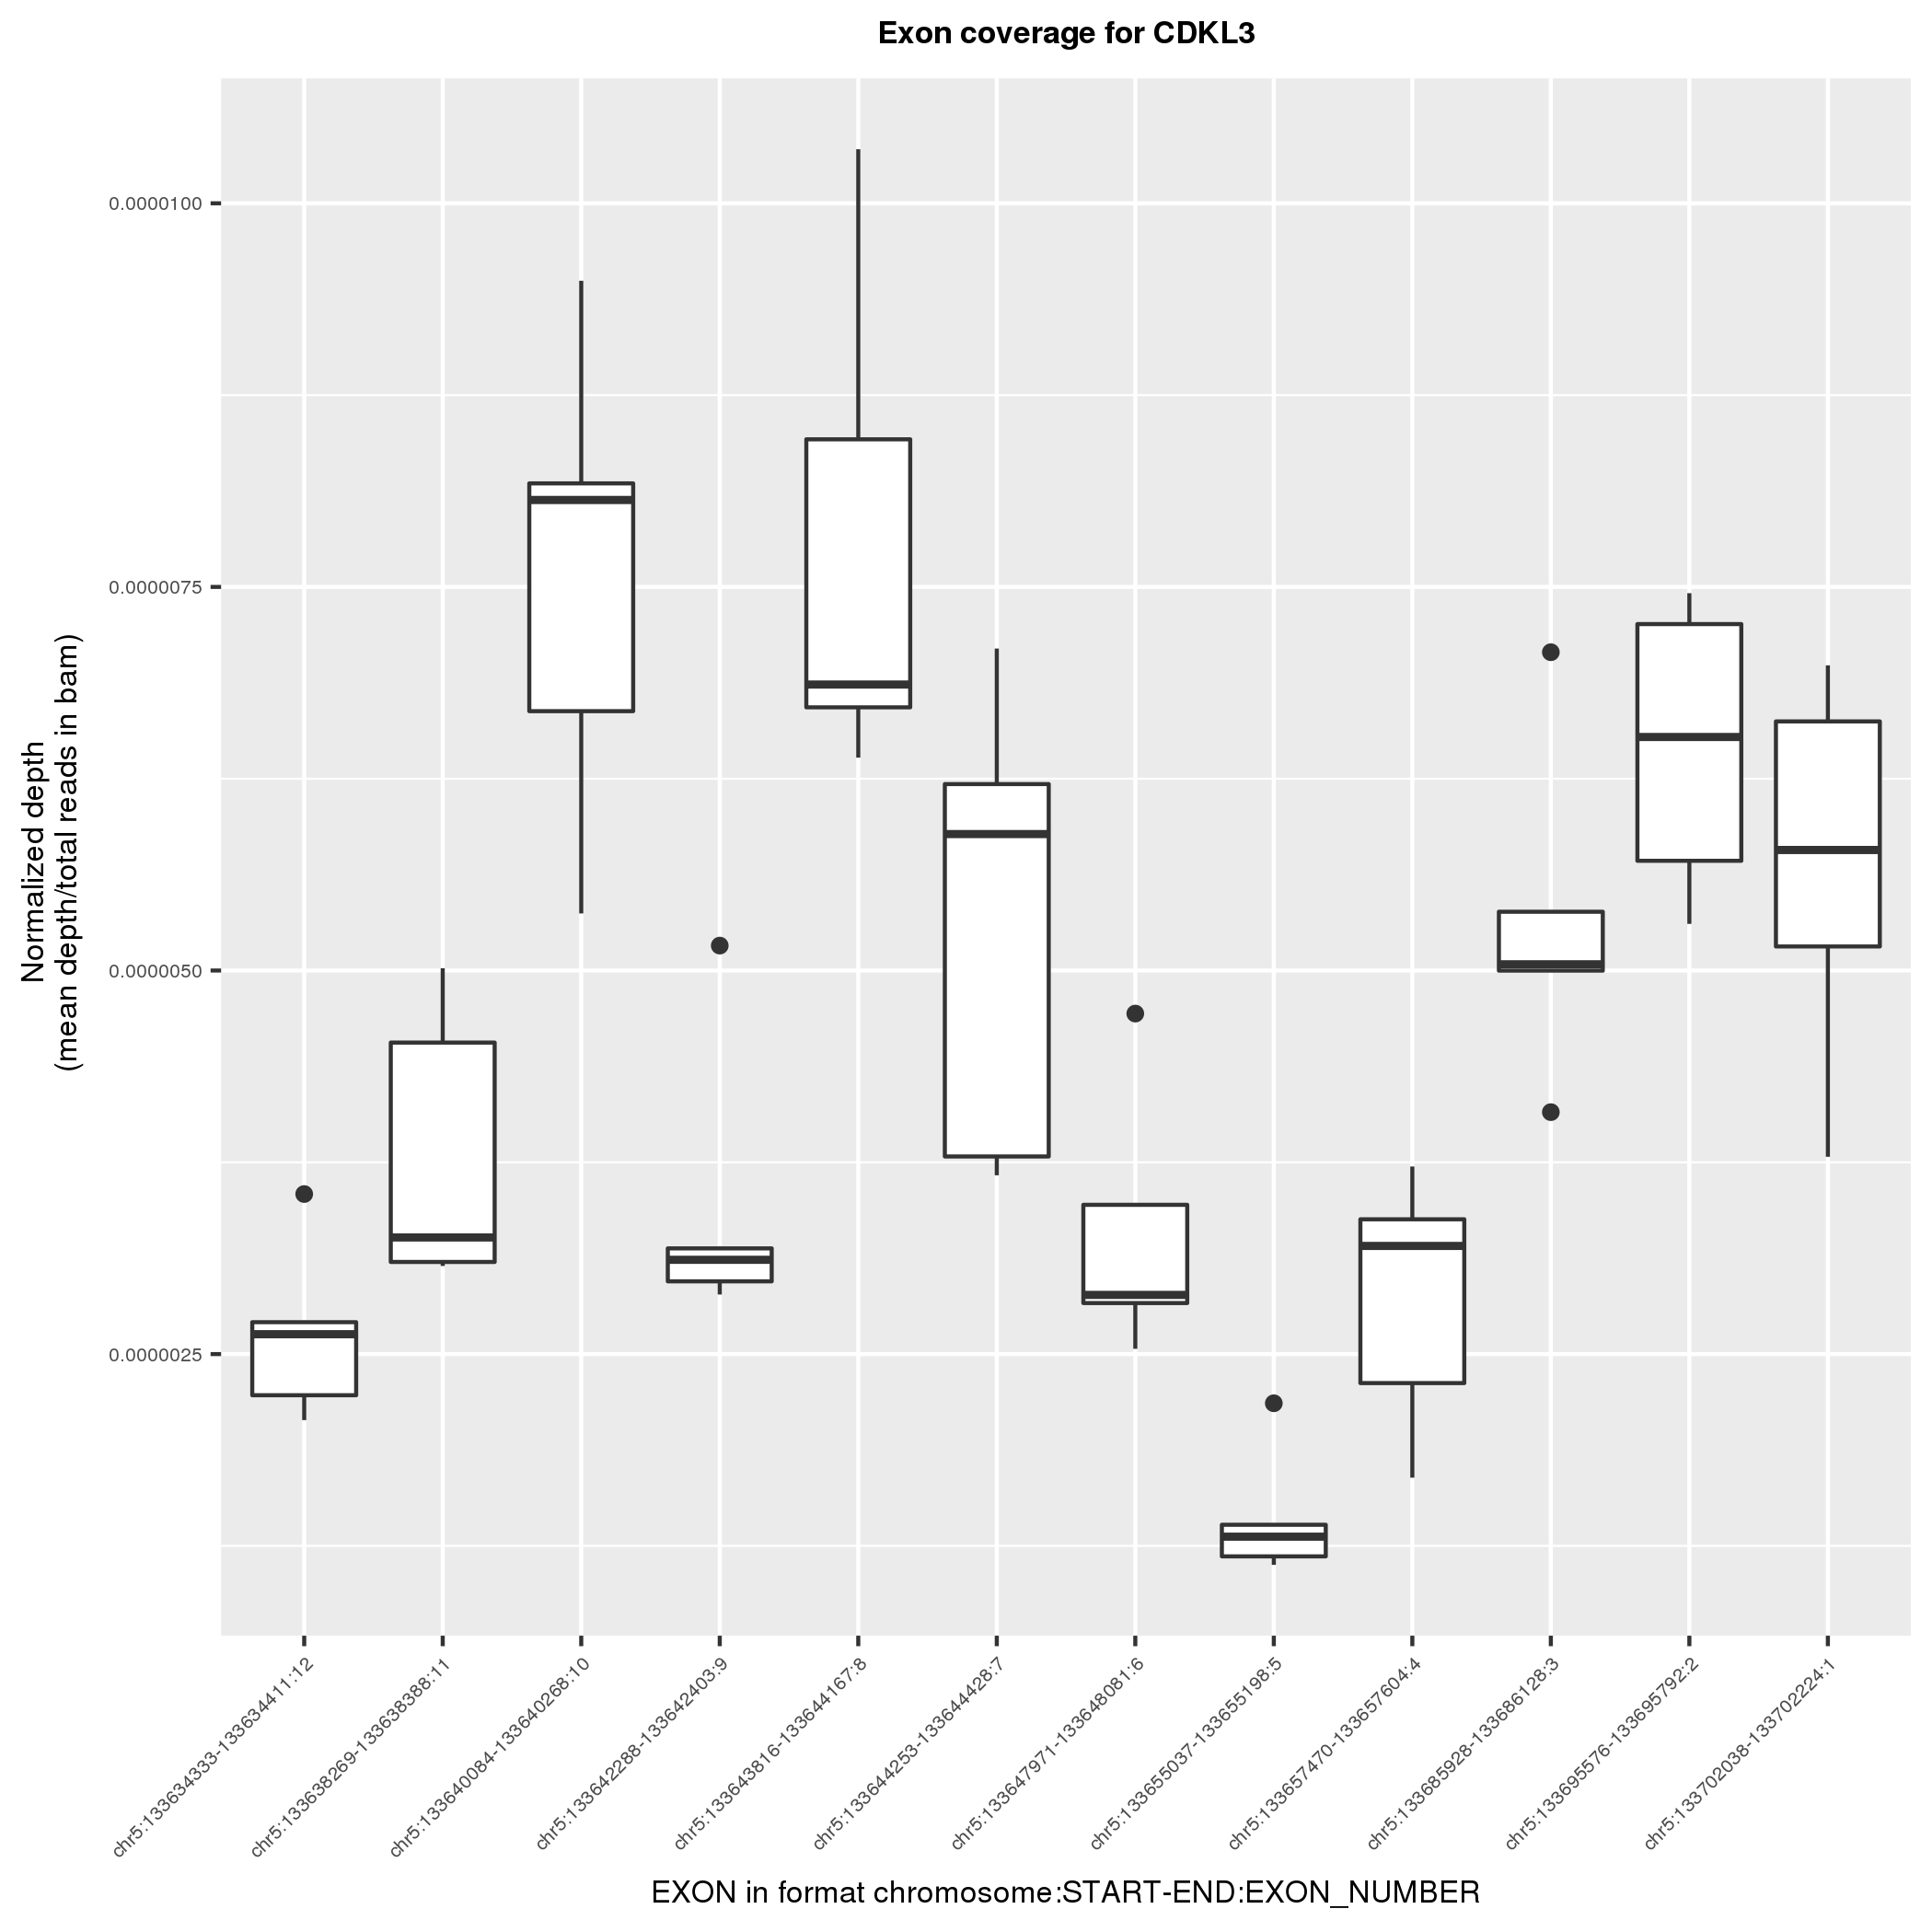 Exon coverage for CDKL3
Normalized depth
(mean depth/total reads in bam)
0.0000100
0.0000075
0.0000050
0.0000025
chr5:133634333-133634411:12
chr5:133638269-133638388:11
chr5:133640084-133640268:10
chr5:133642288-133642403:9
chr5:133643816-133644167:8
chr5:133644253-133644428:7
chr5:133647971-133648081:6
chr5:133655037-133655198:5
chr5:133657470-133657604:4
chr5:133685928-133686128:3
chr5:133695576-133695792:2
chr5:133702038-133702224:1
EXON in format chromosome:START-END:EXON_NUMBER